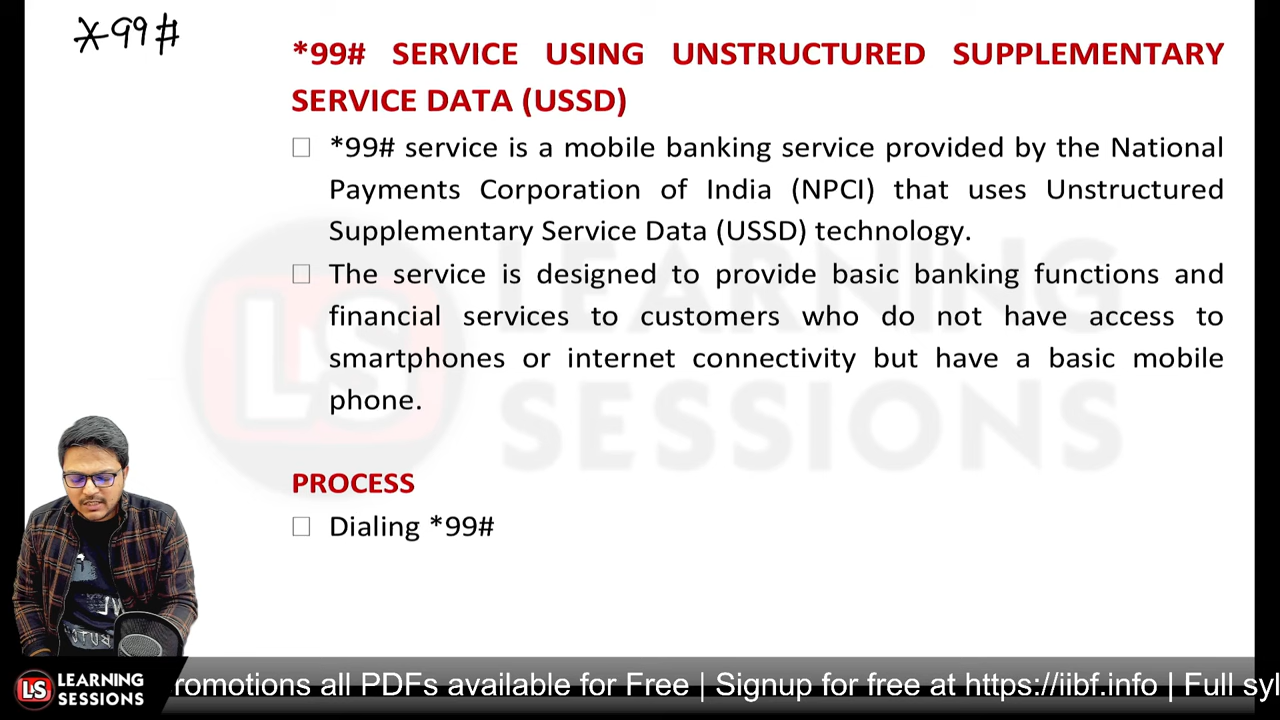 *99#
*99# SERVICE USING UNSTRUCTURED SUPPLEMENTARY
SERVICE DATA (USSD)
*99# service is a mobile banking service provided by the National
Payments Corporation of India (NPCI) that uses Unstructured
Supplementary Service Data (USSD) technology.
The service is designed to provide basic banking functions and
financial services to customers who do not have access to
smartphones or internet connectivity but have a basic mobile
phone.
PROCESS
Dialing *99#
LS LEARNING
SESSIONS
LS LEARNING
SESSIONS
romotions all PDFs available for Free | Signup for free at https://iibf.info | Full syl